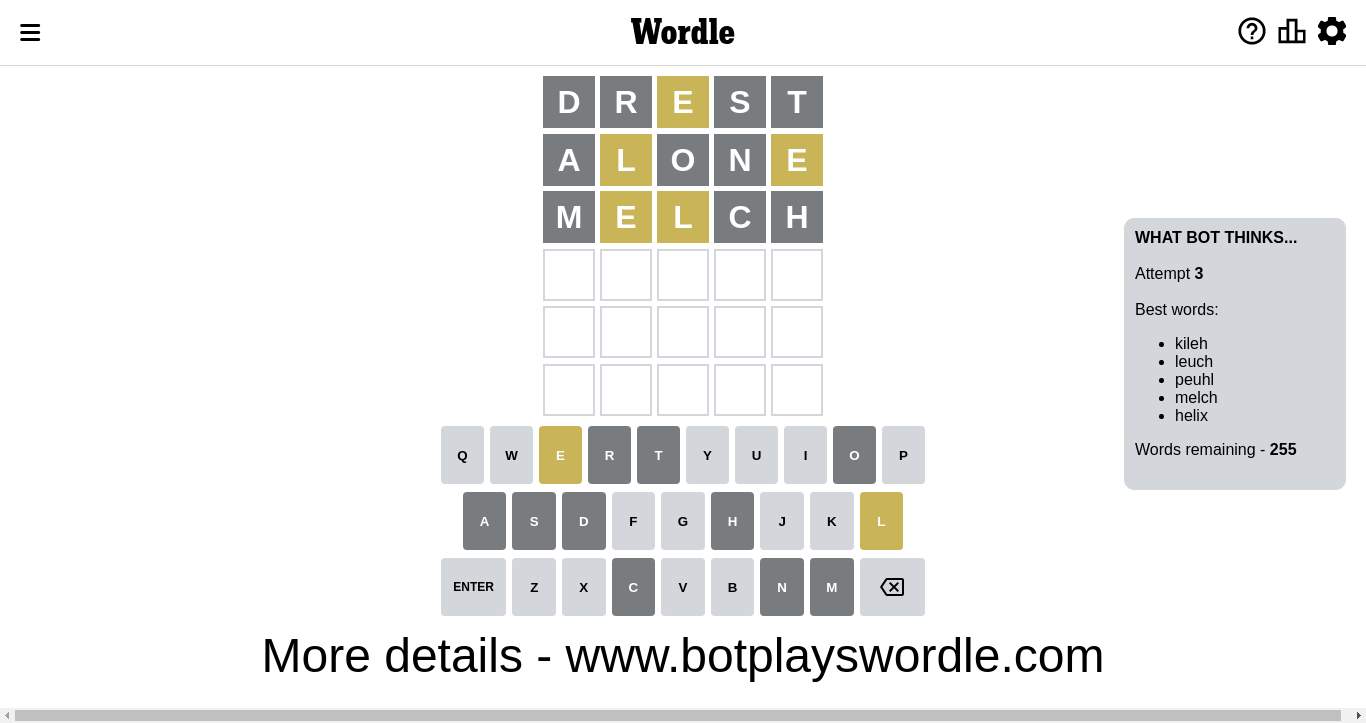 Wordle
D R E S T
A L O N E
M E L C H
WHAT BOT THINKS...
Attempt 3
Best words:
kileh
leuch
peuhl
melch
helix
Words remaining - 255
Q W E R T Y U I O P
A S D F G H J K L
ENTER Z X C V B N M
More details - www.botplayswordle.com